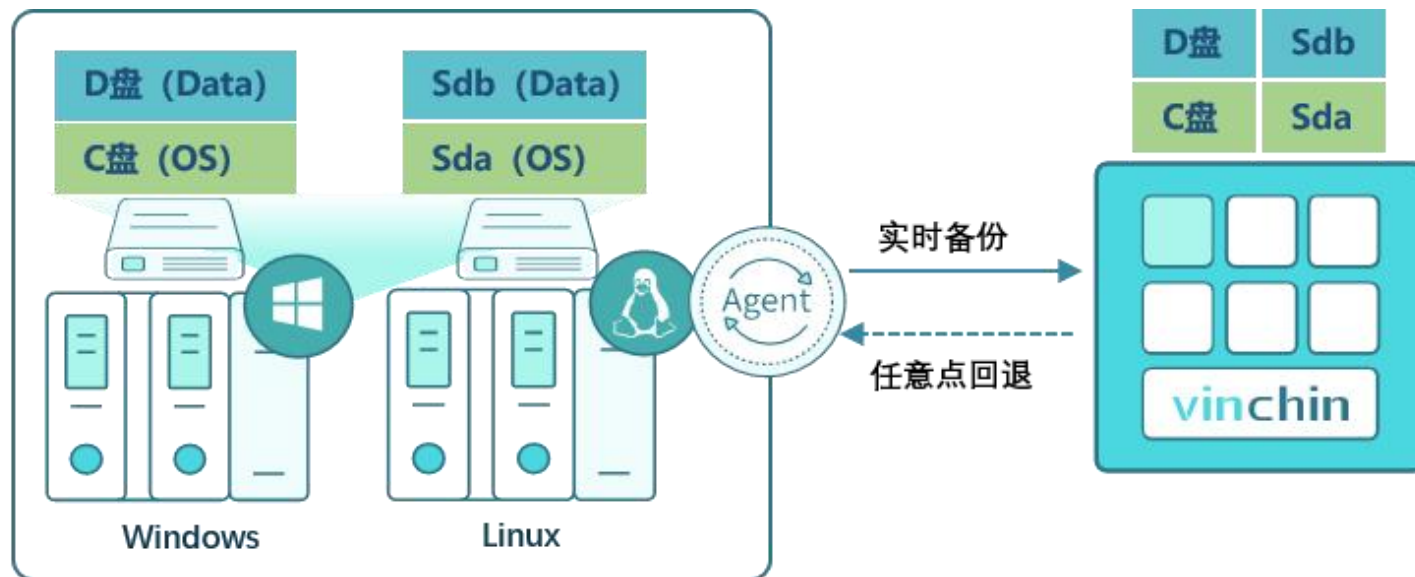 D盘（Data）
C盘（OS）
Sdb（Data）
Sda（OS）
Windows
Linux
Agent
实时备份
任意点回退
D盘 Sdb
C盘 Sda
vinchin